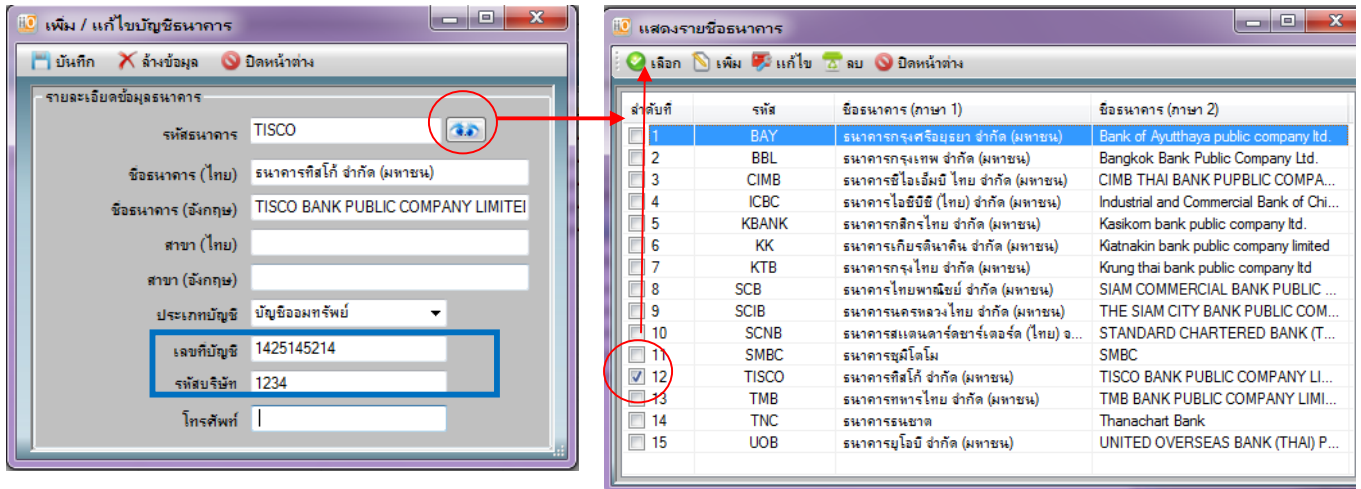 เพิ่ม / แก้ไขบัญชีธนาคาร
บันทึก ล้างข้อมูล ปิดหน้าต่าง
รายละเอียดข้อมูลธนาคาร
รหัสธนาคาร TISCO
ชื่อธนาคาร (ไทย) ธนาคารทิสโก้ จำกัด (มหาชน)
ชื่อธนาคาร (อังกฤษ) TISCO BANK PUBLIC COMPANY LIMITEI
สาขา (ไทย)
สาขา (อังกฤษ)
ประเภทบัญชี บัญชีออมทรัพย์
เลขที่บัญชี 1425145214
รหัสบริษัท 1234
โทรศัพท์
แสดงรายชื่อธนาคาร
เลือก เพิ่ม แก้ไข ลบ ปิดหน้าต่าง
ลำดับที่ รหัส ชื่อธนาคาร (ภาษา 1) ชื่อธนาคาร (ภาษา 2)
1 BAY ธนาคารกรุงศรีอยุธยา จำกัด (มหาชน) Bank of Ayutthaya public company ltd.
2 BBL ธนาคารกรุงเทพ จำกัด (มหาชน) Bangkok Bank Public Company Ltd.
3 CIMB ธนาคารซีไอเอ็มบี ไทย จำกัด (มหาชน) CIMB THAI BANK PUPBLIC COMPA...
4 ICBC ธนาคารไอซีบีซี (ไทย) จำกัด (มหาชน) Industrial and Commercial Bank of Chi...
5 KBANK ธนาคารกสิกรไทย จำกัด (มหาชน) Kasikorn bank public company ltd.
6 KK ธนาคารเกียรตินาคิน จำกัด (มหาชน) Kiatnakin bank public company limited
7 KTB ธนาคารกรุงไทย จำกัด (มหาชน) Krung thai bank public company ltd
8 SCB ธนาคารไทยพาณิชย์ จำกัด (มหาชน) SIAM COMMERCIAL BANK PUBLIC ...
9 SCIB ธนาคารนครหลวงไทย จำกัด (มหาชน) THE SIAM CITY BANK PUBLIC COM...
10 SCNB ธนาคารสแตนดาร์ดชาร์เตอร์ด (ไทย) จ... STANDARD CHARTERED BANK (T...
11 SMBC ธนาคารซูมิโตโม SMBC
12 TISCO ธนาคารทิสโก้ จำกัด (มหาชน) TISCO BANK PUBLIC COMPANY LI...
13 TMB ธนาคารทหารไทย จำกัด (มหาชน) TMB BANK PUBLIC COMPANY LIMI...
14 TNC ธนาคารธนชาต Thanachart Bank
15 UOB ธนาคารยูโอบี จำกัด (มหาชน) UNITED OVERSEAS BANK (THAI) P...